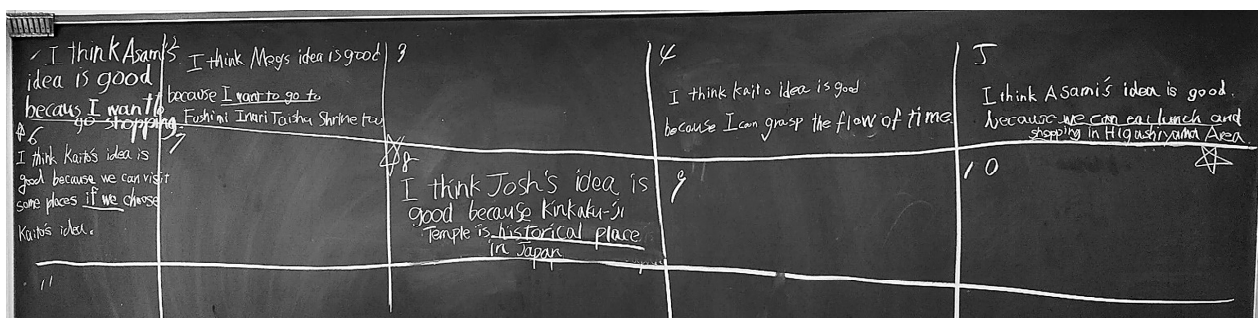 1 I think Asami's
idea is good
becaus I want to
go shopping.
I think Meg's idea is good
because I want to go to
Fushimi Inari Taisha Shrine too
3
4
I think Kaito idea is good
because I can grasp the flow of time
5
I think Asami's idea is good.
because we can eat lunch and
shopping in Higashiyama Area.
6
I think Kaito's idea is
good because we can visit
some places if we choose
Kaito's idea.
7
8
I think Josh's idea is
good because Kinkaku-ji
Temple is historical place
in Japan
9
10
11